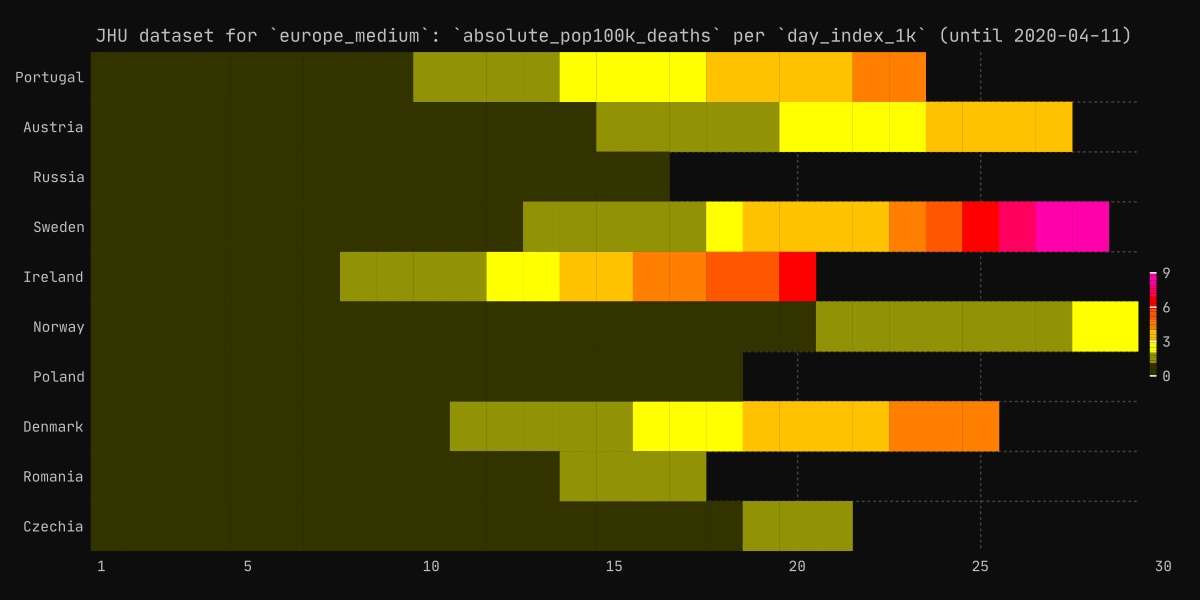 JHU dataset for `europe_medium`: `absolute_pop100k_deaths` per `day_index_1k` (until 2020-04-11)
Portugal
Austria
Russia
Sweden
Ireland
Norway
Poland
Denmark
Romania
Czechia
9
6
3
0
1 5 10 15 20 25 30